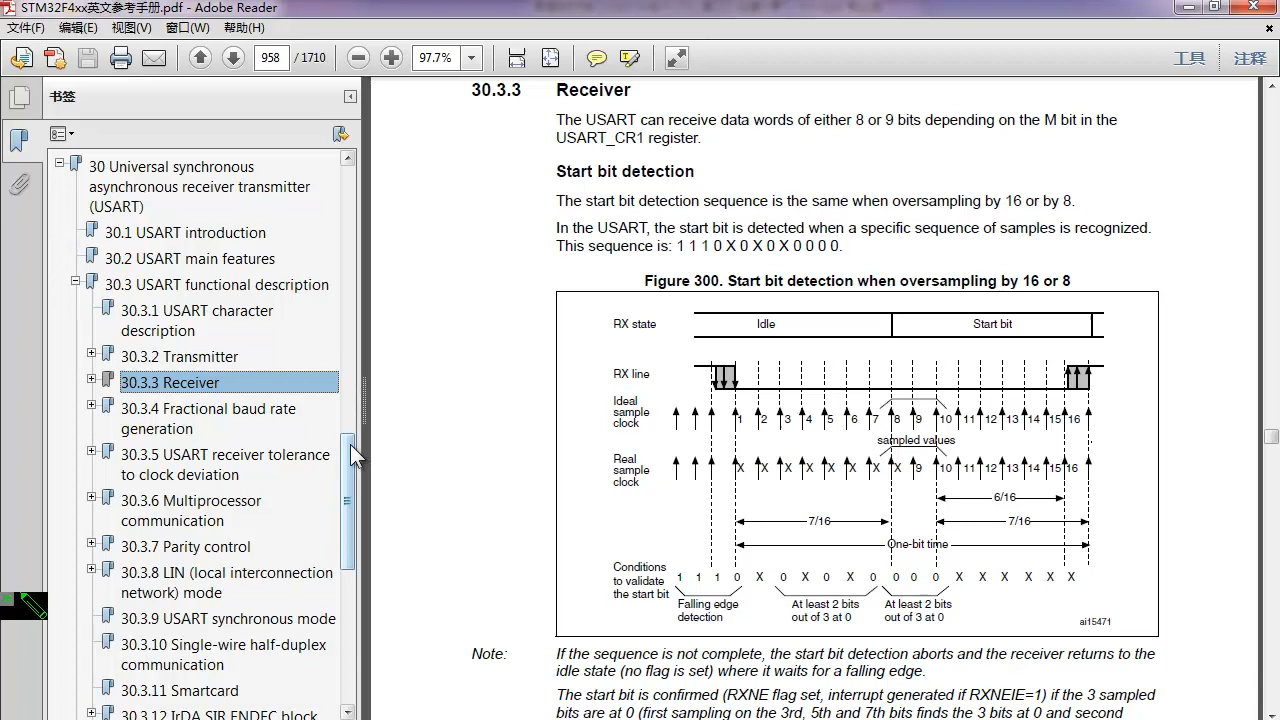 STM32F4xx英文参考手册.pdf - Adobe Reader
文件(F) 编辑(E) 视图(V) 窗口(W) 帮助(H)
958 / 1710 97.7% 工具 注释
书签
30 Universal synchronous
asynchronous receiver transmitter
(USART)
30.1 USART introduction
30.2 USART main features
30.3 USART functional description
30.3.1 USART character
description
30.3.2 Transmitter
30.3.3 Receiver
30.3.4 Fractional baud rate
generation
30.3.5 USART receiver tolerance
to clock deviation
30.3.6 Multiprocessor
communication
30.3.7 Parity control
30.3.8 LIN (local interconnection
network) mode
30.3.9 USART synchronous mode
30.3.10 Single-wire half-duplex
communication
30.3.11 Smartcard
30.3.12 IrDA SIR ENDEC block
30.3.3 Receiver
The USART can receive data words of either 8 or 9 bits depending on the M bit in the
USART_CR1 register.
Start bit detection
The start bit detection sequence is the same when oversampling by 16 or by 8.
In the USART, the start bit is detected when a specific sequence of samples is recognized.
This sequence is: 1 1 1 0 X 0 X 0 X 0 0 0 0.
Figure 300. Start bit detection when oversampling by 16 or 8
RX state Idle Start bit
RX line
Ideal
sample
clock
1 2 3 4 5 6 7 8 9 10 11 12 13 14 15 16
sampled values
Real
sample
clock
X X X X X X X X 9 10 11 12 13 14 15 16
6/16
7/16 7/16
One-bit time
Conditions
to validate
the start bit
1 1 1 0 X 0 X 0 X 0 0 0 0 X X X X X X
Falling edge
detection
At least 2 bits
out of 3 at 0
At least 2 bits
out of 3 at 0
ai15471
Note: If the sequence is not complete, the start bit detection aborts and the receiver returns to the
idle state (no flag is set) where it waits for a falling edge.
The start bit is confirmed (RXNE flag set, interrupt generated if RXNEIE=1) if the 3 sampled
bits are at 0 (first sampling on the 3rd, 5th and 7th bits finds the 3 bits at 0 and second